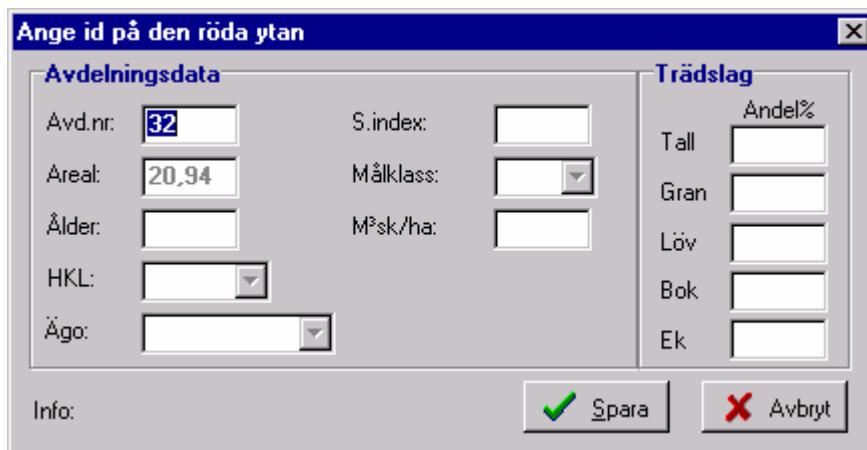 Ange id på den röda ytan
Avdelningsdata
Avd.nr: 32
S.index:
Areal: 20,94
Målklass:
Ålder:
M³sk/ha:
HKL:
Ägo:
Trädslag
Andel%
Tall
Gran
Löv
Bok
Ek
Info:
Spara
Avbryt